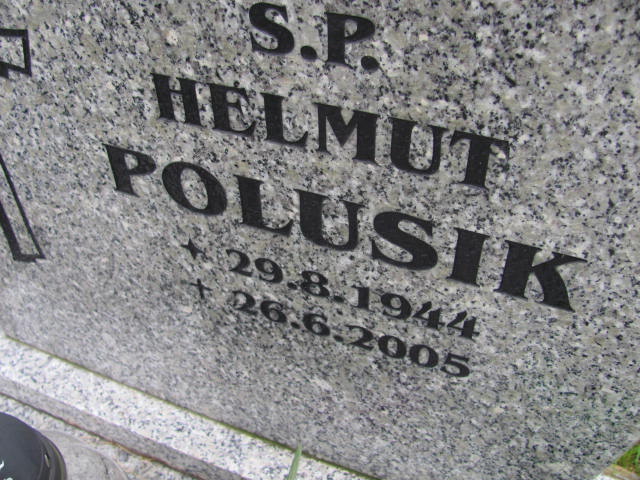 S.P.
HELMUT
POLUSIK
★ 29.8.1944
† 26.6.2005